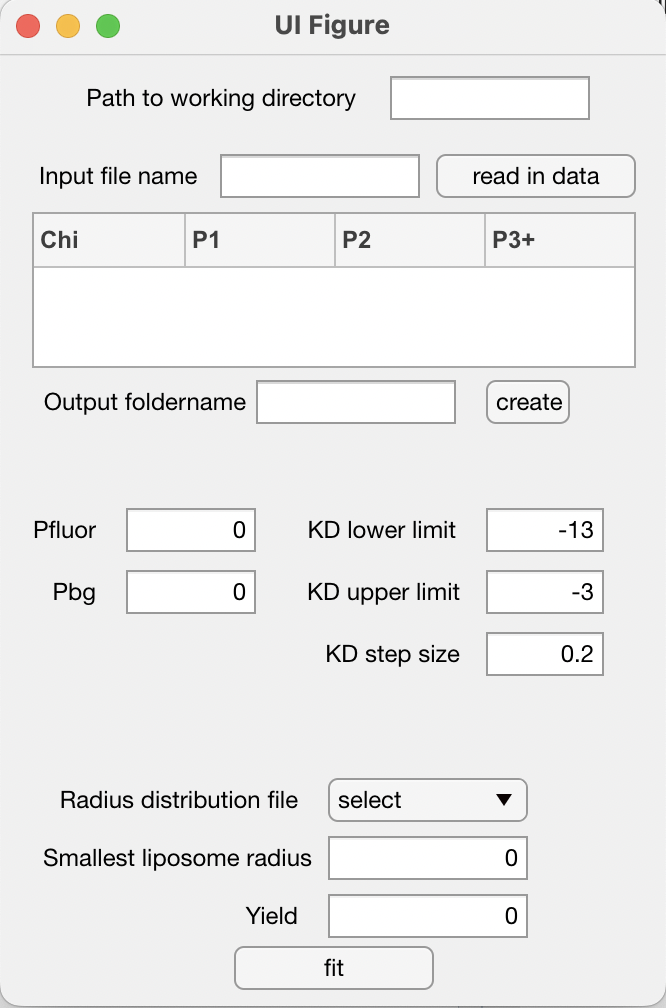 UI Figure
Path to working directory
Input file name read in data
Chi P1 P2 P3+
Output foldername create
Pfluor 0 KD lower limit -13
Pbg 0 KD upper limit -3
KD step size 0.2
Radius distribution file select
Smallest liposome radius 0
Yield 0
fit